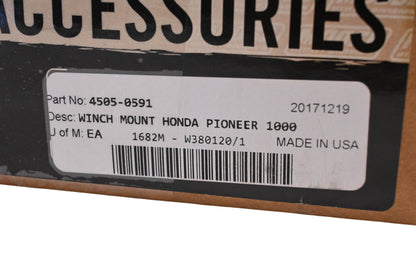 ACCESSORIES
Part No: 4505-0591
20171219
Desc: WINCH MOUNT HONDA PIONEER 1000
U of M: EA
1682M - W380120/1
MADE IN USA